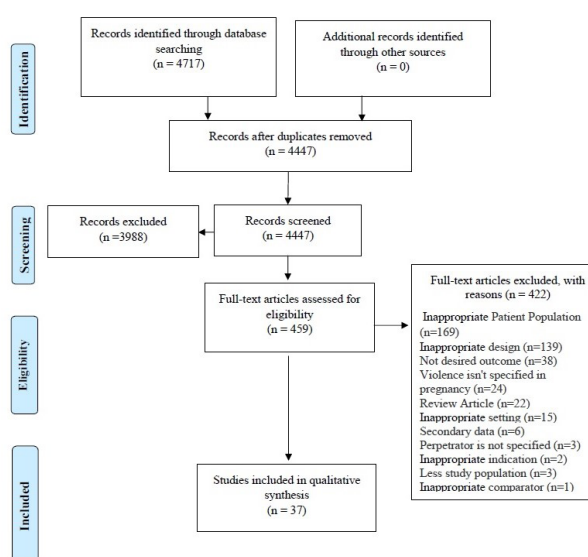 Identification
Records identified through database
searching
(n = 4717)
Additional records identified
through other sources
(n = 0)
Records after duplicates removed
(n = 4447)
Screening
Records excluded
(n =3988)
Records screened
(n = 4447)
Eligibility
Full-text articles assessed for
eligibility
(n = 459)
Full-text articles excluded, with
reasons (n = 422)
Inappropriate Patient Population
(n=169)
Inappropriate design (n=139)
Not desired outcome (n=38)
Violence isn't specified in
pregnancy (n=24)
Review Article (n=22)
Inappropriate setting (n=15)
Secondary data (n=6)
Perpetrator is not specified (n=3)
Inappropriate indication (n=2)
Less study population (n=3)
Inappropriate comparator (n=1)
Included
Studies included in qualitative
synthesis
(n = 37)